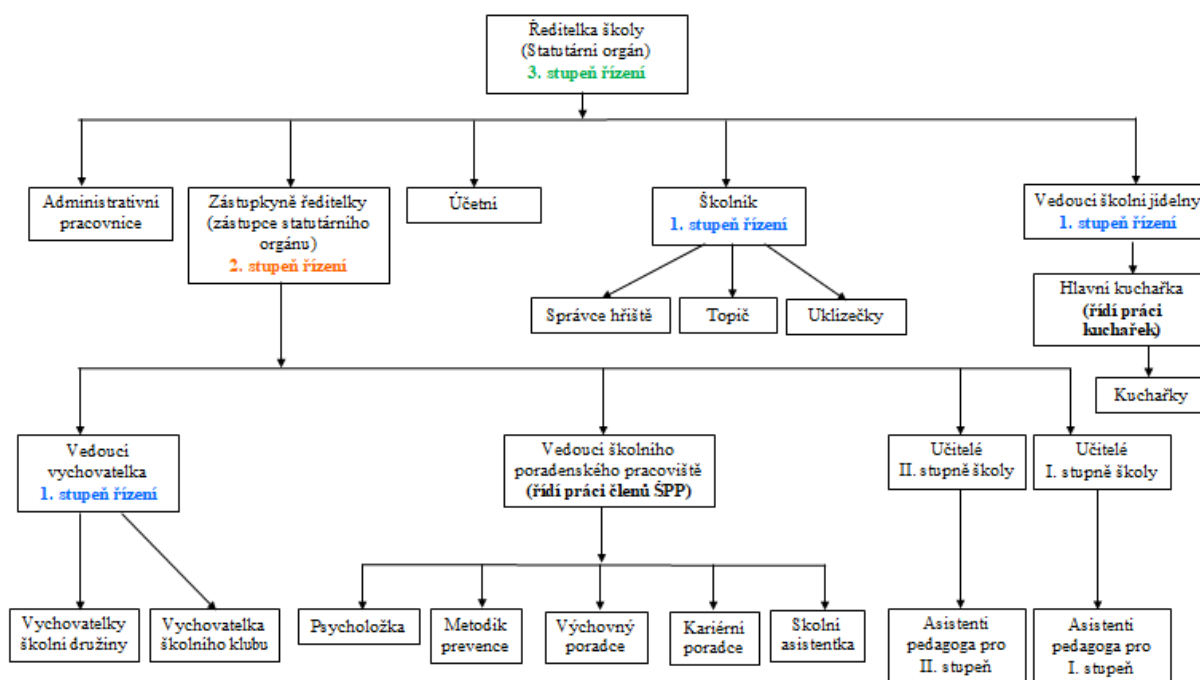 Ředitelka školy
(Statutární orgán)
3. stupeň řízení
Administrativní
pracovnice
Zástupkyně ředitelky
(zástupce statutárního
orgánu)
2. stupeň řízení
Účetní
Školník
1. stupeň řízení
Vedoucí školní jídelny
1. stupeň řízení
Správce hřiště
Topič
Uklizečky
Hlavní kuchařka
(řídí práci
kuchařek)
Kuchařky
Vedoucí
vychovatelka
1. stupeň řízení
Vedoucí školního
poradenského pracoviště
(řídí práci členů ŠPP)
Učitelé
II. stupně školy
Učitelé
I. stupně školy
Vychovatelky
školní družiny
Vychovatelka
školního klubu
Psycholožka
Metodik
prevence
Výchovný
poradce
Kariérní
poradce
Školní
asistentka
Asistenti
pedagoga pro
II. stupeň
Asistenti
pedagoga pro
I. stupeň